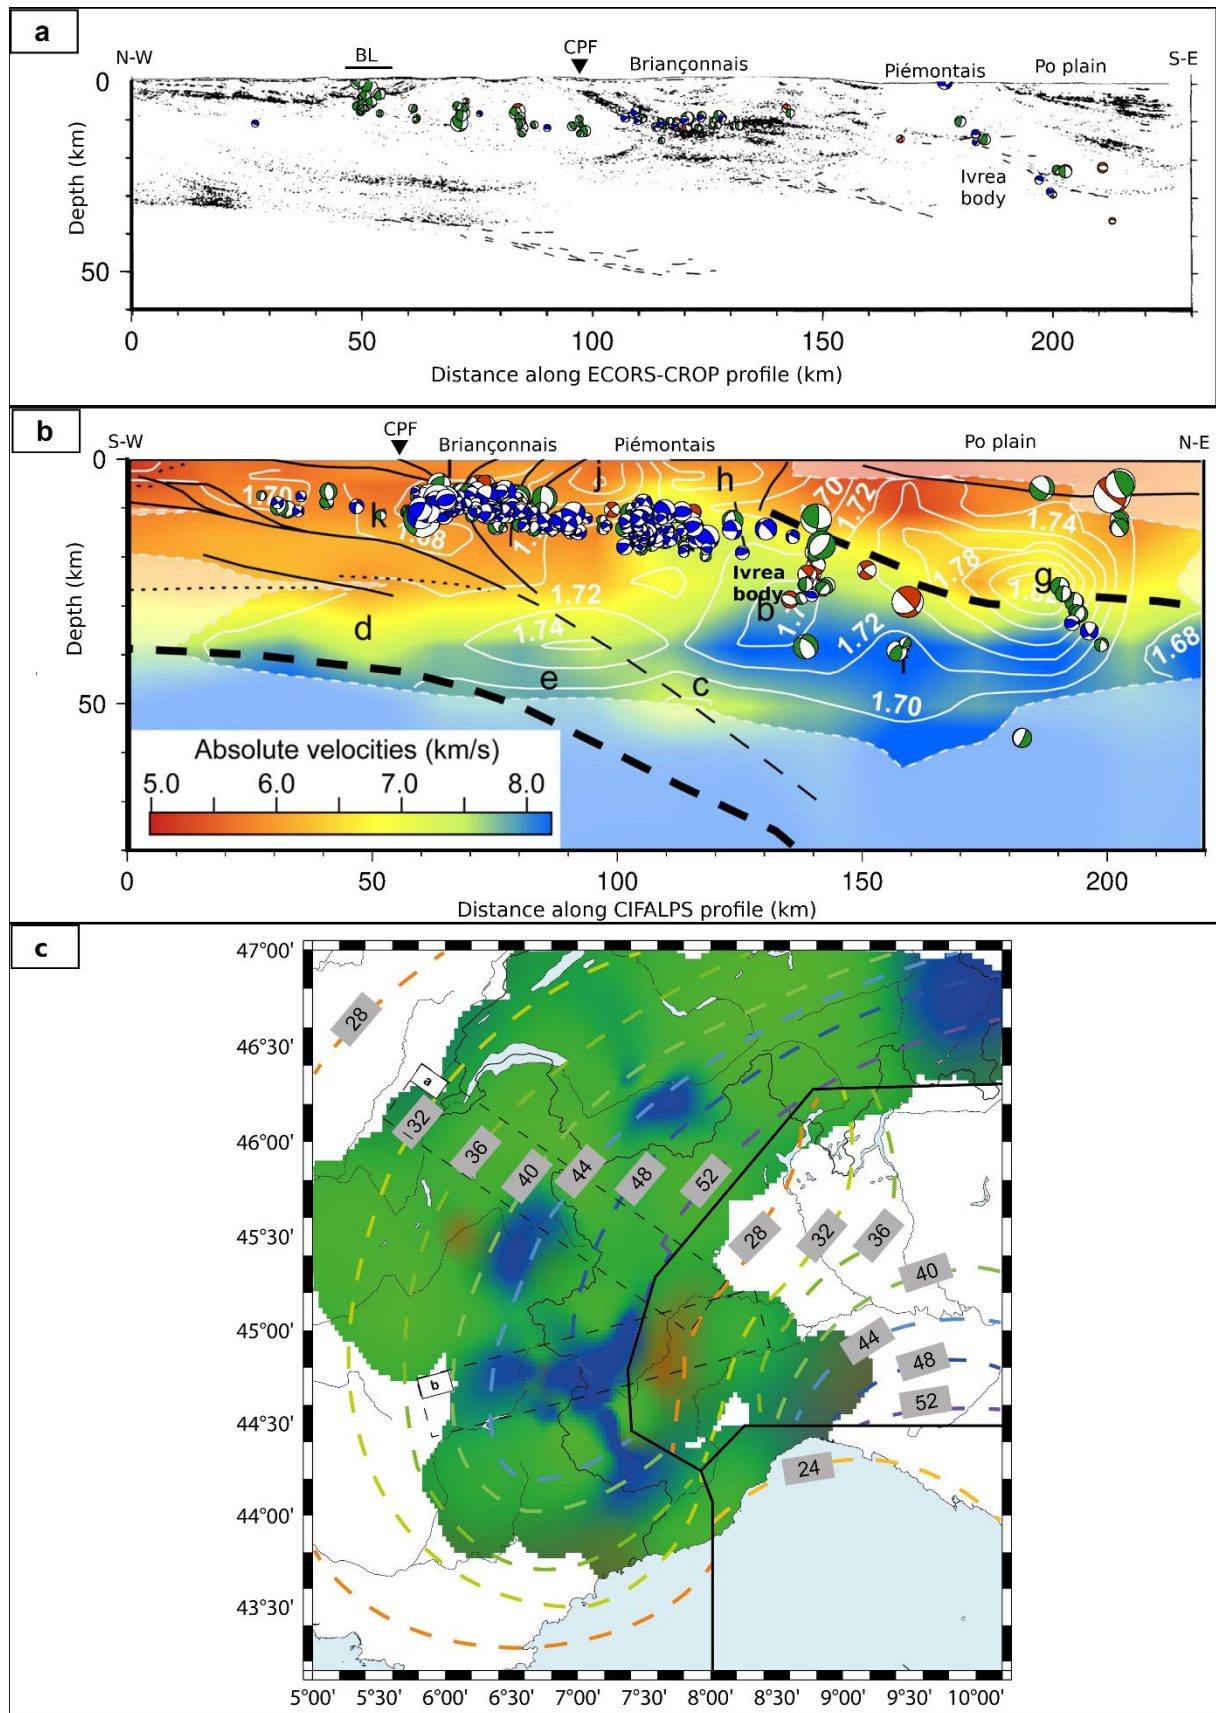 a
N-W
BL
CPF
Briançonnais
Piémontais
Po plain
S-E
0
50
Depth (km)
Ivrea
body
0
50
100
150
200
Distance along ECORS-CROP profile (km)
b
S-W
CPF
Briançonnais
Piémontais
Po plain
N-E
0
50
Depth (km)
1.70
k
j
h
1.72
1.74
1.78
g
Ivrea
body
b
1.72
1.74
1.72
d
e
c
1.70
1.68
Absolute velocities (km/s)
5.0 6.0 7.0 8.0
0
50
100
150
200
Distance along CIFALPS profile (km)
c
47°00'
46°30'
46°00'
45°30'
45°00'
44°30'
44°00'
43°30'
28
a
32
36
40
44
48
52
28
32
36
40
44
48
52
b
24
5°00' 5°30' 6°00' 6°30' 7°00' 7°30' 8°00' 8°30' 9°00' 9°30' 10°00'